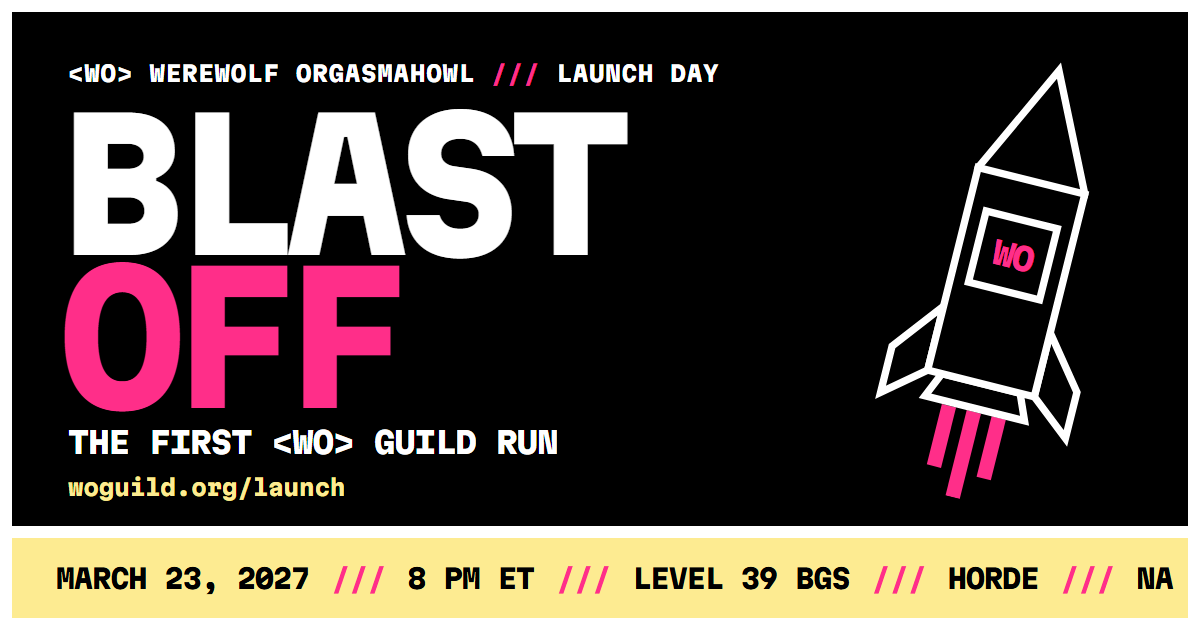 <WO> WEREWOLF ORGASMAHOWL /// LAUNCH DAY
BLAST
OFF
WO
THE FIRST <WO> GUILD RUN
woguild.org/launch
MARCH 23, 2027 /// 8 PM ET /// LEVEL 39 BGS /// HORDE /// NA